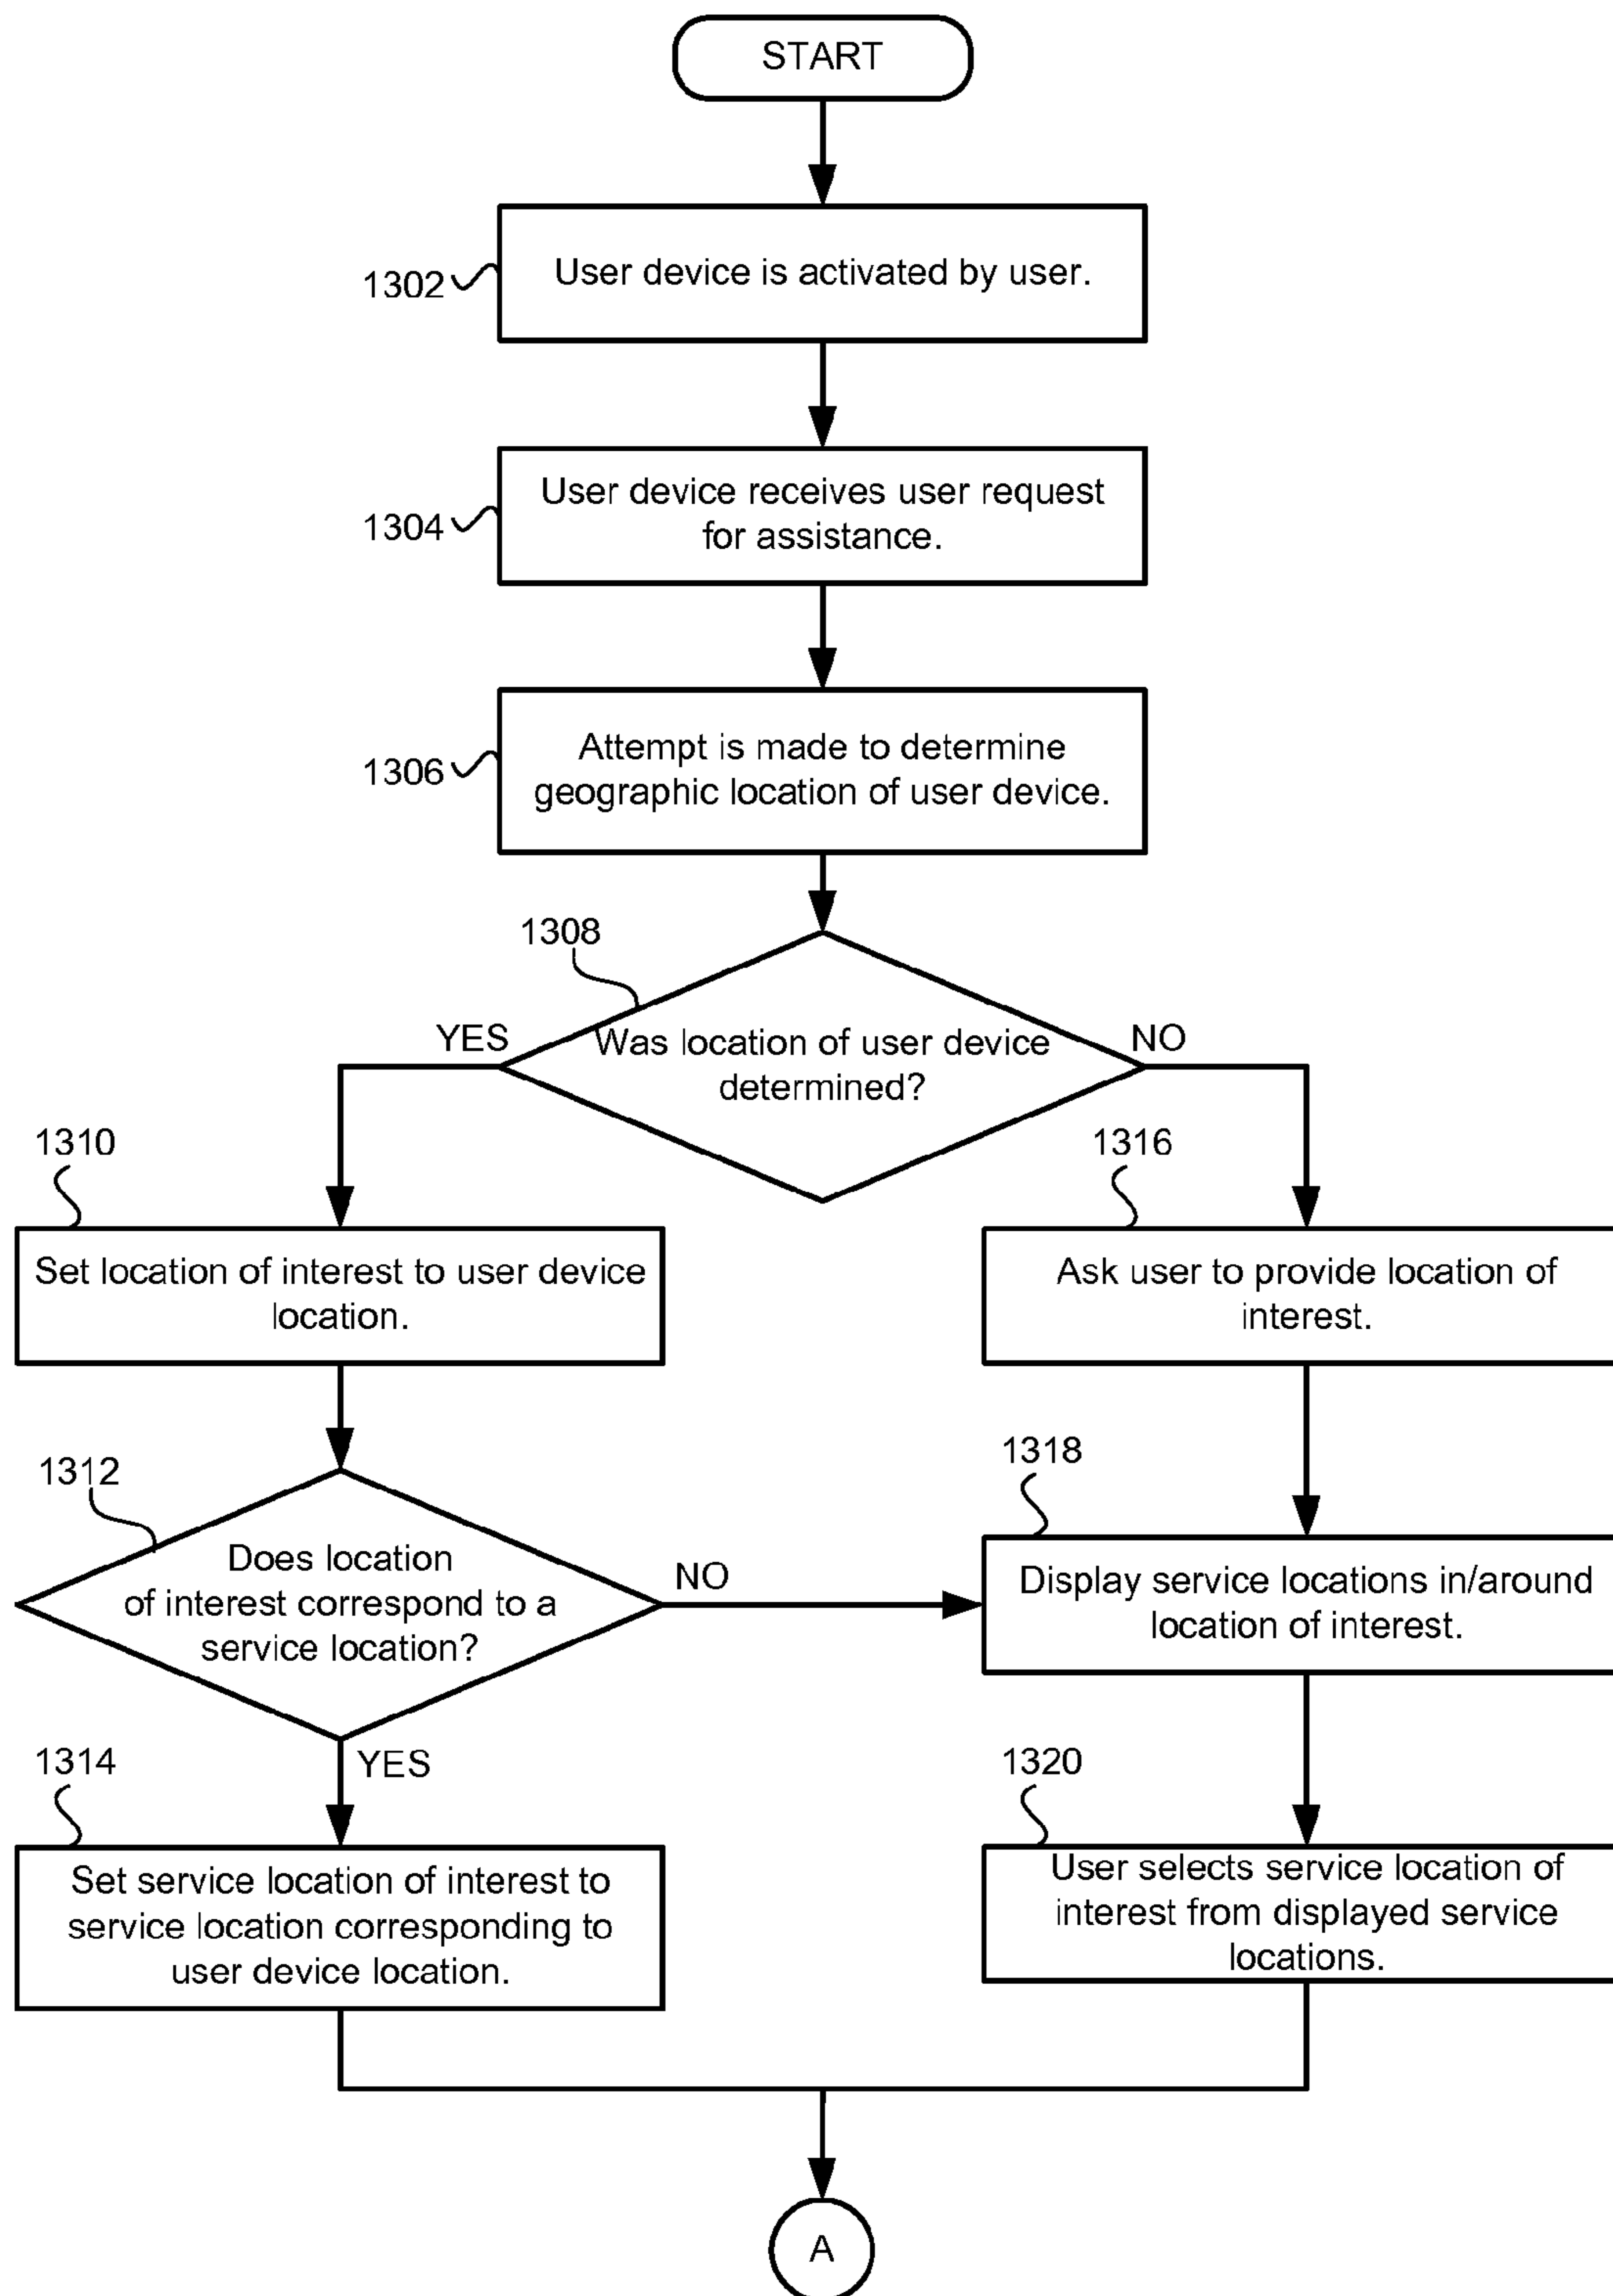 START
1302
User device is activated by user.
1304
User device receives user request
for assistance.
1306
Attempt is made to determine
geographic location of user device.
1308
YES
Was location of user device
determined?
NO
1310
1316
Set location of interest to user device
location.
Ask user to provide location of
interest.
1312
Does location
of interest correspond to a
service location?
NO
1318
Display service locations in/around
location of interest.
YES
1314
Set service location of interest to
service location corresponding to
user device location.
1320
User selects service location of
interest from displayed service
locations.
A